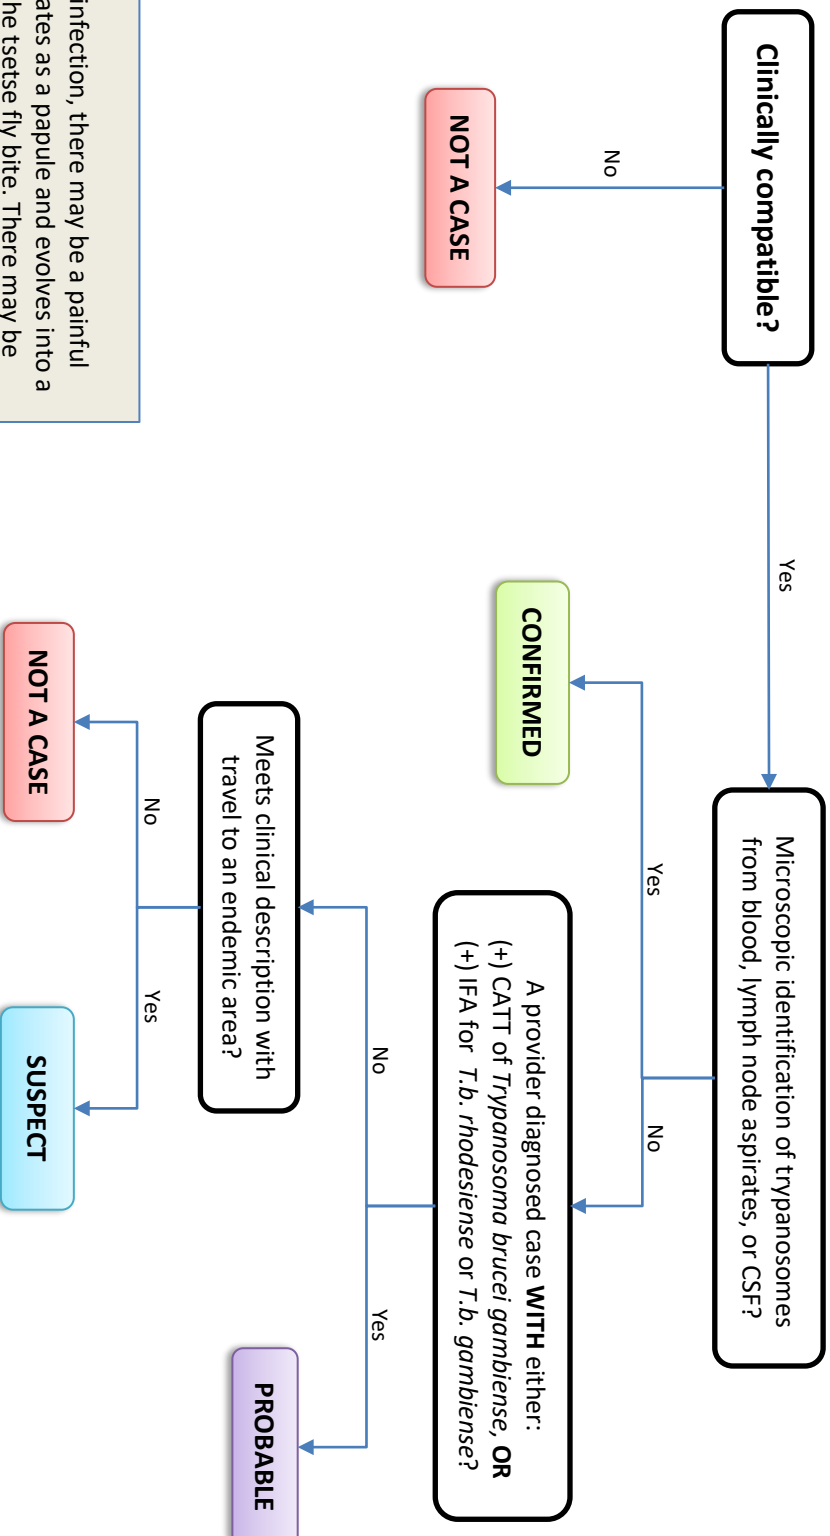 Clinically compatible?
Yes
No
NOT A CASE
Microscopic identification of trypanosomes
from blood, lymph node aspirates, or CSF?
Yes
No
CONFIRMED
A provider diagnosed case WITH either:
(+) CATT of Trypanosoma brucei gambiense, OR
(+) IFA for T.b. rhodesiense or T.b. gambiense?
No
Yes
PROBABLE
Meets clinical description with
travel to an endemic area?
No
Yes
NOT A CASE
SUSPECT
infection, there may be a painful
ates as a papule and evolves into a
he tsetse fly bite. There may be